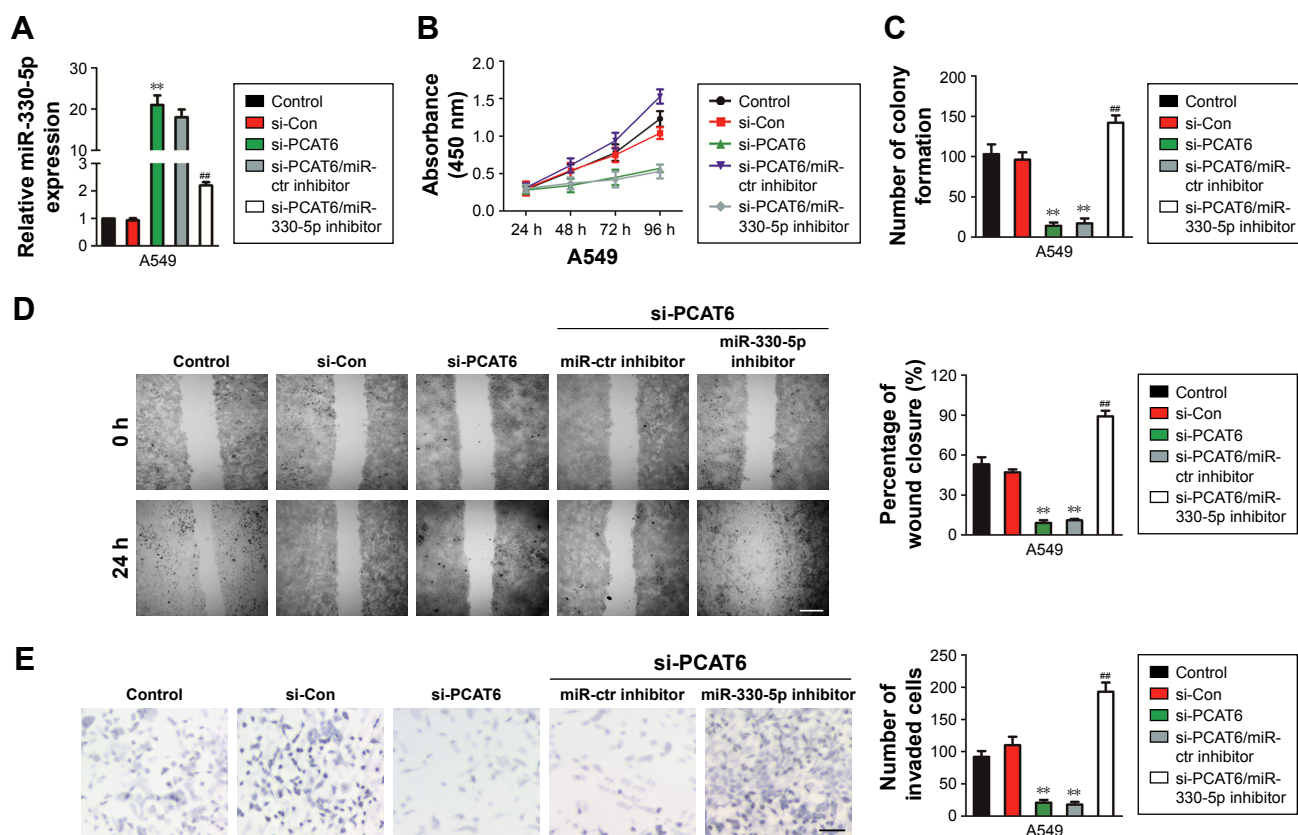 A
Relative miR-330-5p
expression
30
20
10
2
1
0
**
##
A549
Control
si-Con
si-PCAT6
si-PCAT6/miR-
ctr inhibitor
si-PCAT6/miR-
330-5p inhibitor
B
Absorbance
(450 nm)
2.0
1.5
1.0
0.5
0.0
24 h
48 h
72 h
96 h
A549
Control
si-Con
si-PCAT6
si-PCAT6/miR-
ctr inhibitor
si-PCAT6/miR-
330-5p inhibitor
C
Number of colony
formation
200
150
100
50
0
**
**
##
A549
Control
si-Con
si-PCAT6
si-PCAT6/miR-
ctr inhibitor
si-PCAT6/miR-
330-5p inhibitor
D
si-PCAT6
Control
si-Con
si-PCAT6
miR-ctr inhibitor
miR-330-5p
inhibitor
0 h
24 h
Percentage of
wound closure (%)
120
90
60
30
0
**
**
##
A549
Control
si-Con
si-PCAT6
si-PCAT6/miR-
ctr inhibitor
si-PCAT6/miR-
330-5p inhibitor
E
si-PCAT6
Control
si-Con
si-PCAT6
miR-ctr inhibitor
miR-330-5p inhibitor
Number of
invaded cells
250
200
150
100
50
0
**
**
##
A549
Control
si-Con
si-PCAT6
si-PCAT6/miR-
ctr inhibitor
si-PCAT6/miR-
330-5p inhibitor